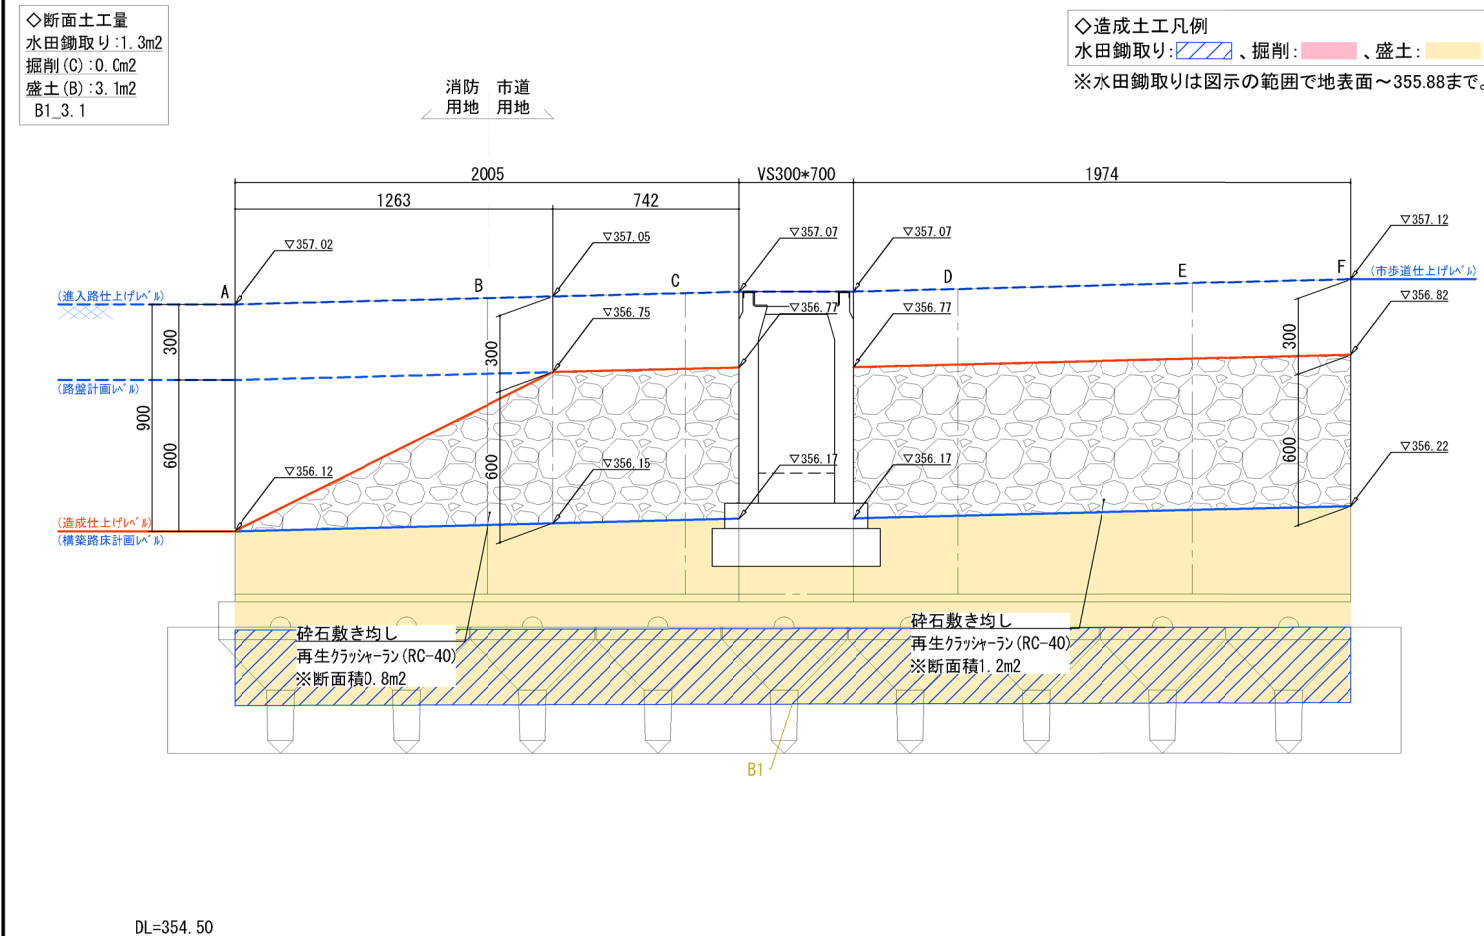 ◇断面土工量
水田鋤取り:1.3m2
掘削(C):0.0m2
盛土(B):3.1m2
B1_3.1
◇造成土工凡例
水田鋤取り: 、掘削: 、盛土:
※水田鋤取りは図示の範囲で地表面～355.88まで。
消防 市道
用地 用地
2005 VS300*700 1974
1263 742
▽357.02 ▽357.05 ▽357.07 ▽357.07 ▽357.12
(進入路仕上げﾚﾍﾞﾙ) A B C D E F (市歩道仕上げﾚﾍﾞﾙ)
▽356.75 ▽356.77 ▽356.77 ▽356.82
300 300 300
(路盤計画ﾚﾍﾞﾙ)
900
600 600 600
▽356.12 ▽356.15 ▽356.17 ▽356.17 ▽356.22
(造成仕上げﾚﾍﾞﾙ)
(構築路床計画ﾚﾍﾞﾙ)
砕石敷き均し
再生ｸﾗｯｼｬｰﾗﾝ(RC-40)
※断面積0.8m2
砕石敷き均し
再生ｸﾗｯｼｬｰﾗﾝ(RC-40)
※断面積1.2m2
B1
DL=354.50